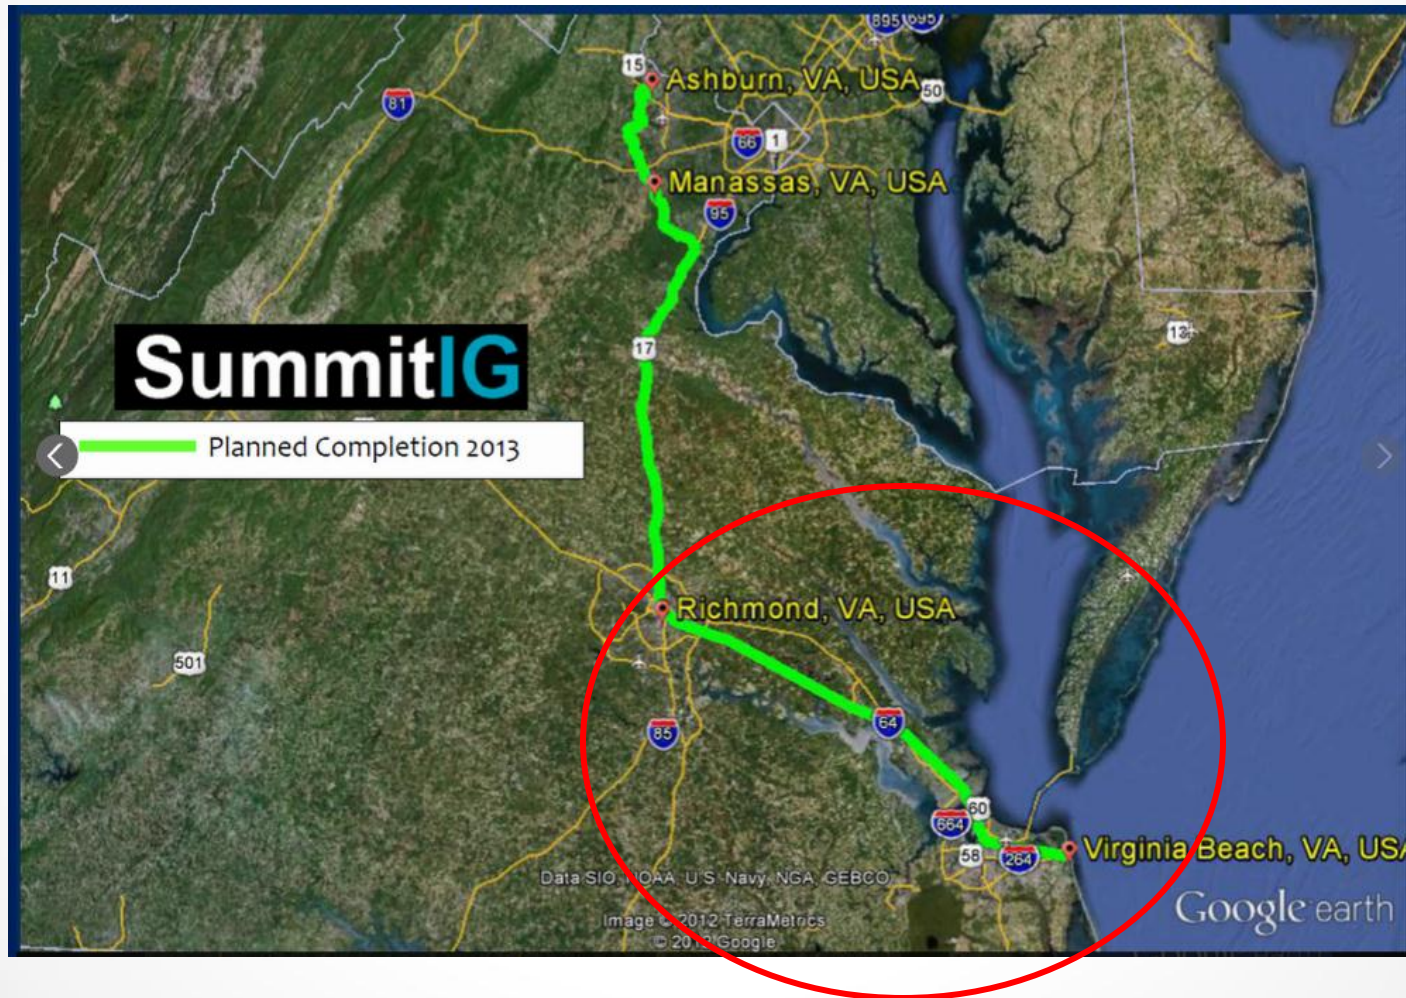 895 695
15
Ashburn, VA, USA
50
81
66 1
Manassas, VA, USA
95
13
SummitIG
17
Planned Completion 2013
11
Richmond, VA, USA
501
64
85
60
664
58 264
Virginia Beach, VA, USA
Data SIO, NOAA, U.S. Navy, NGA, GEBCO
Image © 2012 TerraMetrics
© 2012 Google
Google earth